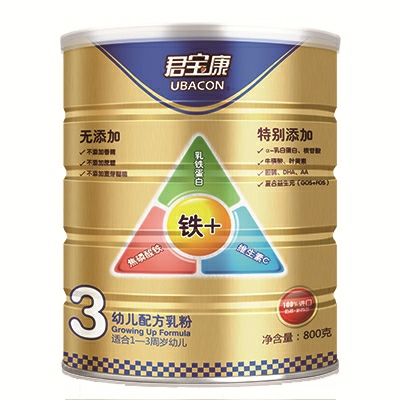 君宝康
UBACON®
无添加
不添加香精
不添加蔗糖
不添加麦芽糊精
特别添加
α-乳白蛋白、核苷酸
牛磺酸、叶黄素
胆碱、DHA、AA
复合益生元（GOS+FOS）
乳铁蛋白
铁+
焦磷酸铁
维生素C
3
幼儿配方乳粉
Growing Up Formula
适合1—3周岁幼儿
100%进口
净含量：800克